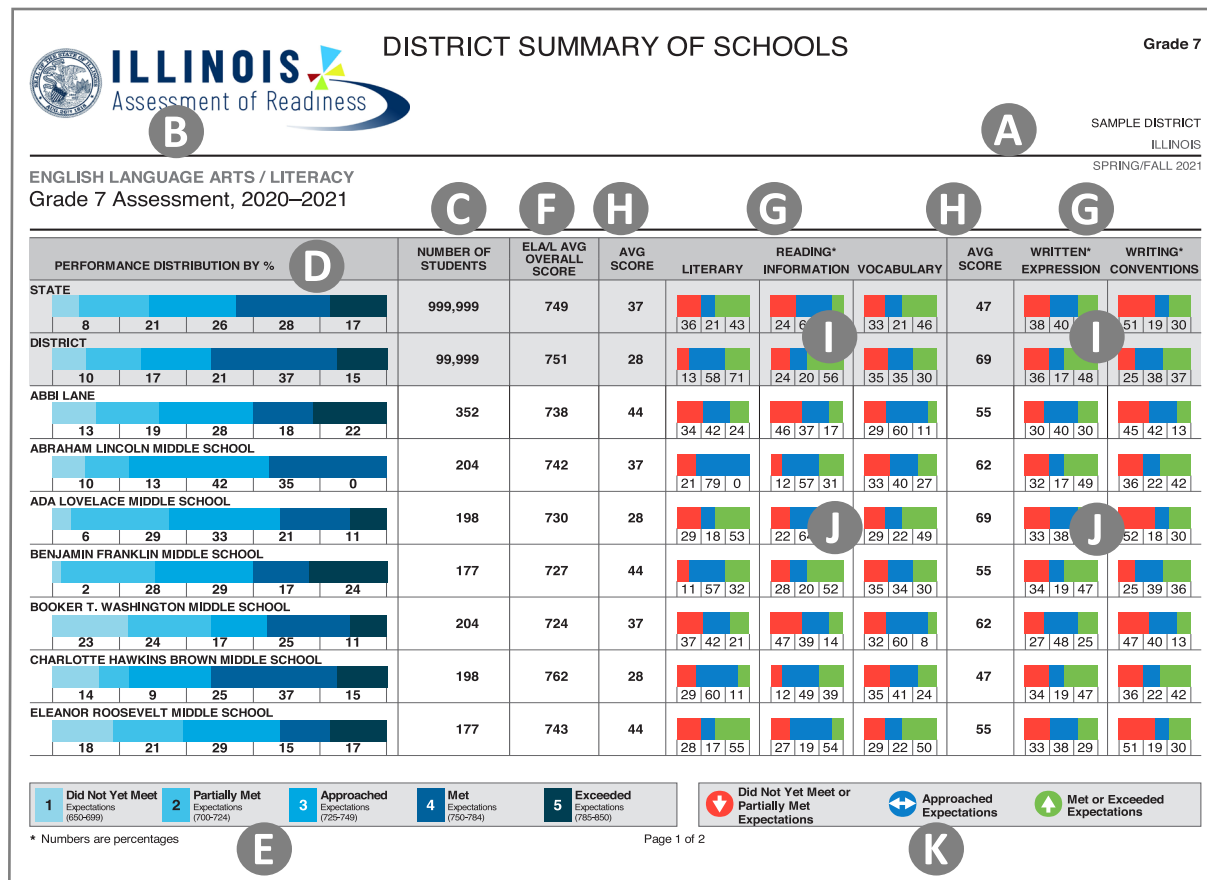 DISTRICT SUMMARY OF SCHOOLS
Grade 7
ILLINOIS
Assessment of Readiness
B
A
SAMPLE DISTRICT
ILLINOIS
SPRING/FALL 2021
ENGLISH LANGUAGE ARTS / LITERACY
Grade 7 Assessment, 2020–2021
C F H G H G
PERFORMANCE DISTRIBUTION BY % D NUMBER OF STUDENTS ELA/L AVG OVERALL SCORE AVG SCORE READING* LITERARY INFORMATION VOCABULARY AVG SCORE WRITTEN* EXPRESSION WRITING* CONVENTIONS
STATE
999,999 749 37 47
8 21 26 28 17 36 21 43 24 33 21 46 38 40 51 19 30
I I
DISTRICT
99,999 751 28 69
10 17 21 37 15 13 58 71 24 20 56 35 35 30 36 17 48 25 38 37
ABBI LANE
352 738 44 55
13 19 28 18 22 34 42 24 46 37 17 29 60 11 30 40 30 45 42 13
ABRAHAM LINCOLN MIDDLE SCHOOL
204 742 37 62
10 13 42 35 0 21 79 0 12 57 31 33 40 27 32 17 49 36 22 42
ADA LOVELACE MIDDLE SCHOOL
198 730 28 69
J J
6 29 33 21 11 29 18 53 22 29 22 49 33 38 52 18 30
BENJAMIN FRANKLIN MIDDLE SCHOOL
177 727 44 55
2 28 29 17 24 11 57 32 28 20 52 35 34 30 34 19 47 25 39 36
BOOKER T. WASHINGTON MIDDLE SCHOOL
204 724 37 62
23 24 17 25 11 37 42 21 47 39 14 32 60 8 27 48 25 47 40 13
CHARLOTTE HAWKINS BROWN MIDDLE SCHOOL
198 762 28 47
14 9 25 37 15 29 60 11 12 49 39 35 41 24 34 19 47 36 22 42
ELEANOR ROOSEVELT MIDDLE SCHOOL
177 743 44 55
18 21 29 15 17 28 17 55 27 19 54 29 22 50 33 38 29 51 19 30
1 Did Not Yet Meet Expectations (650-699)
2 Partially Met Expectations (700-724)
3 Approached Expectations (725-749)
4 Met Expectations (750-784)
5 Exceeded Expectations (785-850)
Did Not Yet Meet or Partially Met Expectations
Approached Expectations
Met or Exceeded Expectations
* Numbers are percentages
E
Page 1 of 2
K